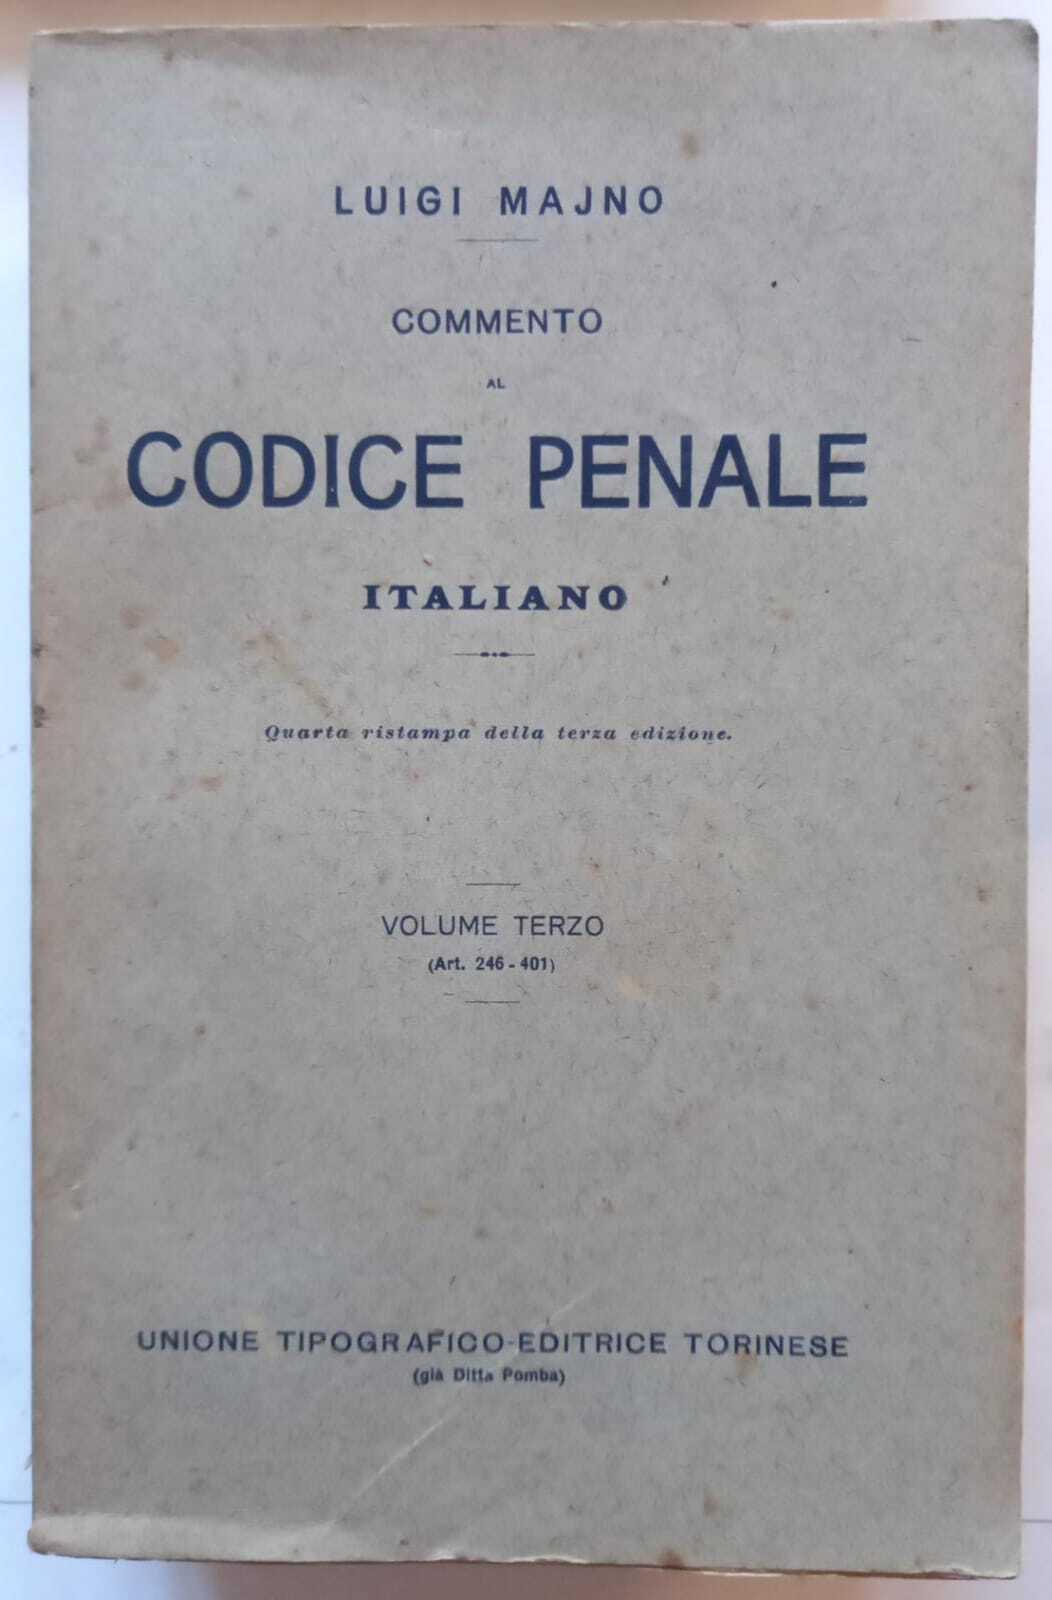 LUIGI MAJNO
COMMENTO
AL
CODICE PENALE
ITALIANO
Quarta ristampa della terza edizione.
VOLUME TERZO
(Art. 246-401)
UNIONE TIPOGRAFICO-EDITRICE TORINESE
(già Ditta Pomba)